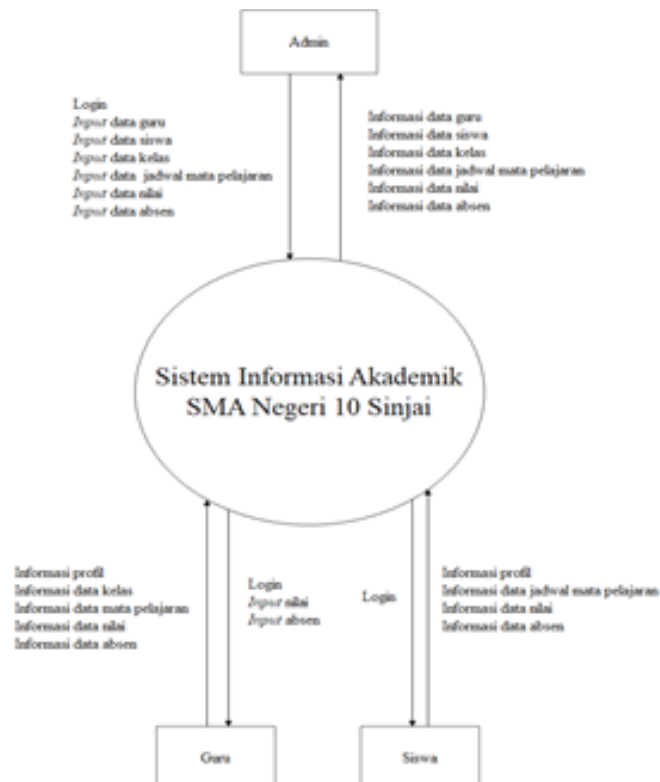 Admin
Login
Input data guru
Input data siswa
Input data kelas
Input data jadwal mata pelajaran
Input data nilai
Input data absen
Informasi data guru
Informasi data siswa
Informasi data kelas
Informasi data jadwal mata pelajaran
Informasi data nilai
Informasi data absen
Sistem Informasi Akademik
SMA Negeri 10 Sinjai
Informasi profil
Informasi data kelas
Informasi data mata pelajaran
Informasi data nilai
Informasi data absen
Login
Input nilai
Input absen
Login
Informasi profil
Informasi data jadwal mata pelajaran
Informasi data nilai
Informasi data absen
Guru
Siswa